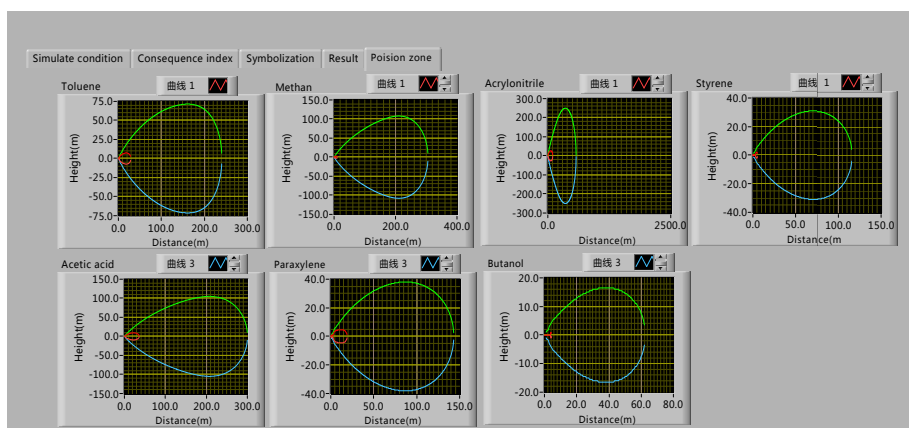 Simulate condition Consequence index Symbolization Result Poision zone
Toluene 曲线 1
Height(m)
75.0
50.0
25.0
0.0
-25.0
-50.0
-75.0
0.0 100.0 200.0 300.0
Distance(m)
Methan 曲线 1
Height(m)
150.0
100.0
50.0
0.0
-50.0
-100.0
-150.0
0.0 200.0 400.0
Distance(m)
Acrylonitrile 曲线 1
Height(m)
300.0
200.0
100.0
0.0
-100.0
-200.0
-300.0
0.0 2500.0
Distance(m)
Styrene 曲线 1
Height(m)
40.0
20.0
0.0
-20.0
-40.0
0.0 50.0 100.0 150.0
Distance(m)
Acetic acid 曲线 3
Height(m)
150.0
100.0
50.0
0.0
-50.0
-100.0
-150.0
0.0 100.0 200.0 300.0
Distance(m)
Paraxylene 曲线 3
Height(m)
40.0
20.0
0.0
-20.0
-40.0
0.0 50.0 100.0 150.0
Distance(m)
Butanol 曲线 3
Height(m)
20.0
10.0
0.0
-10.0
-20.0
0.0 20.0 40.0 60.0 80.0
Distance(m)